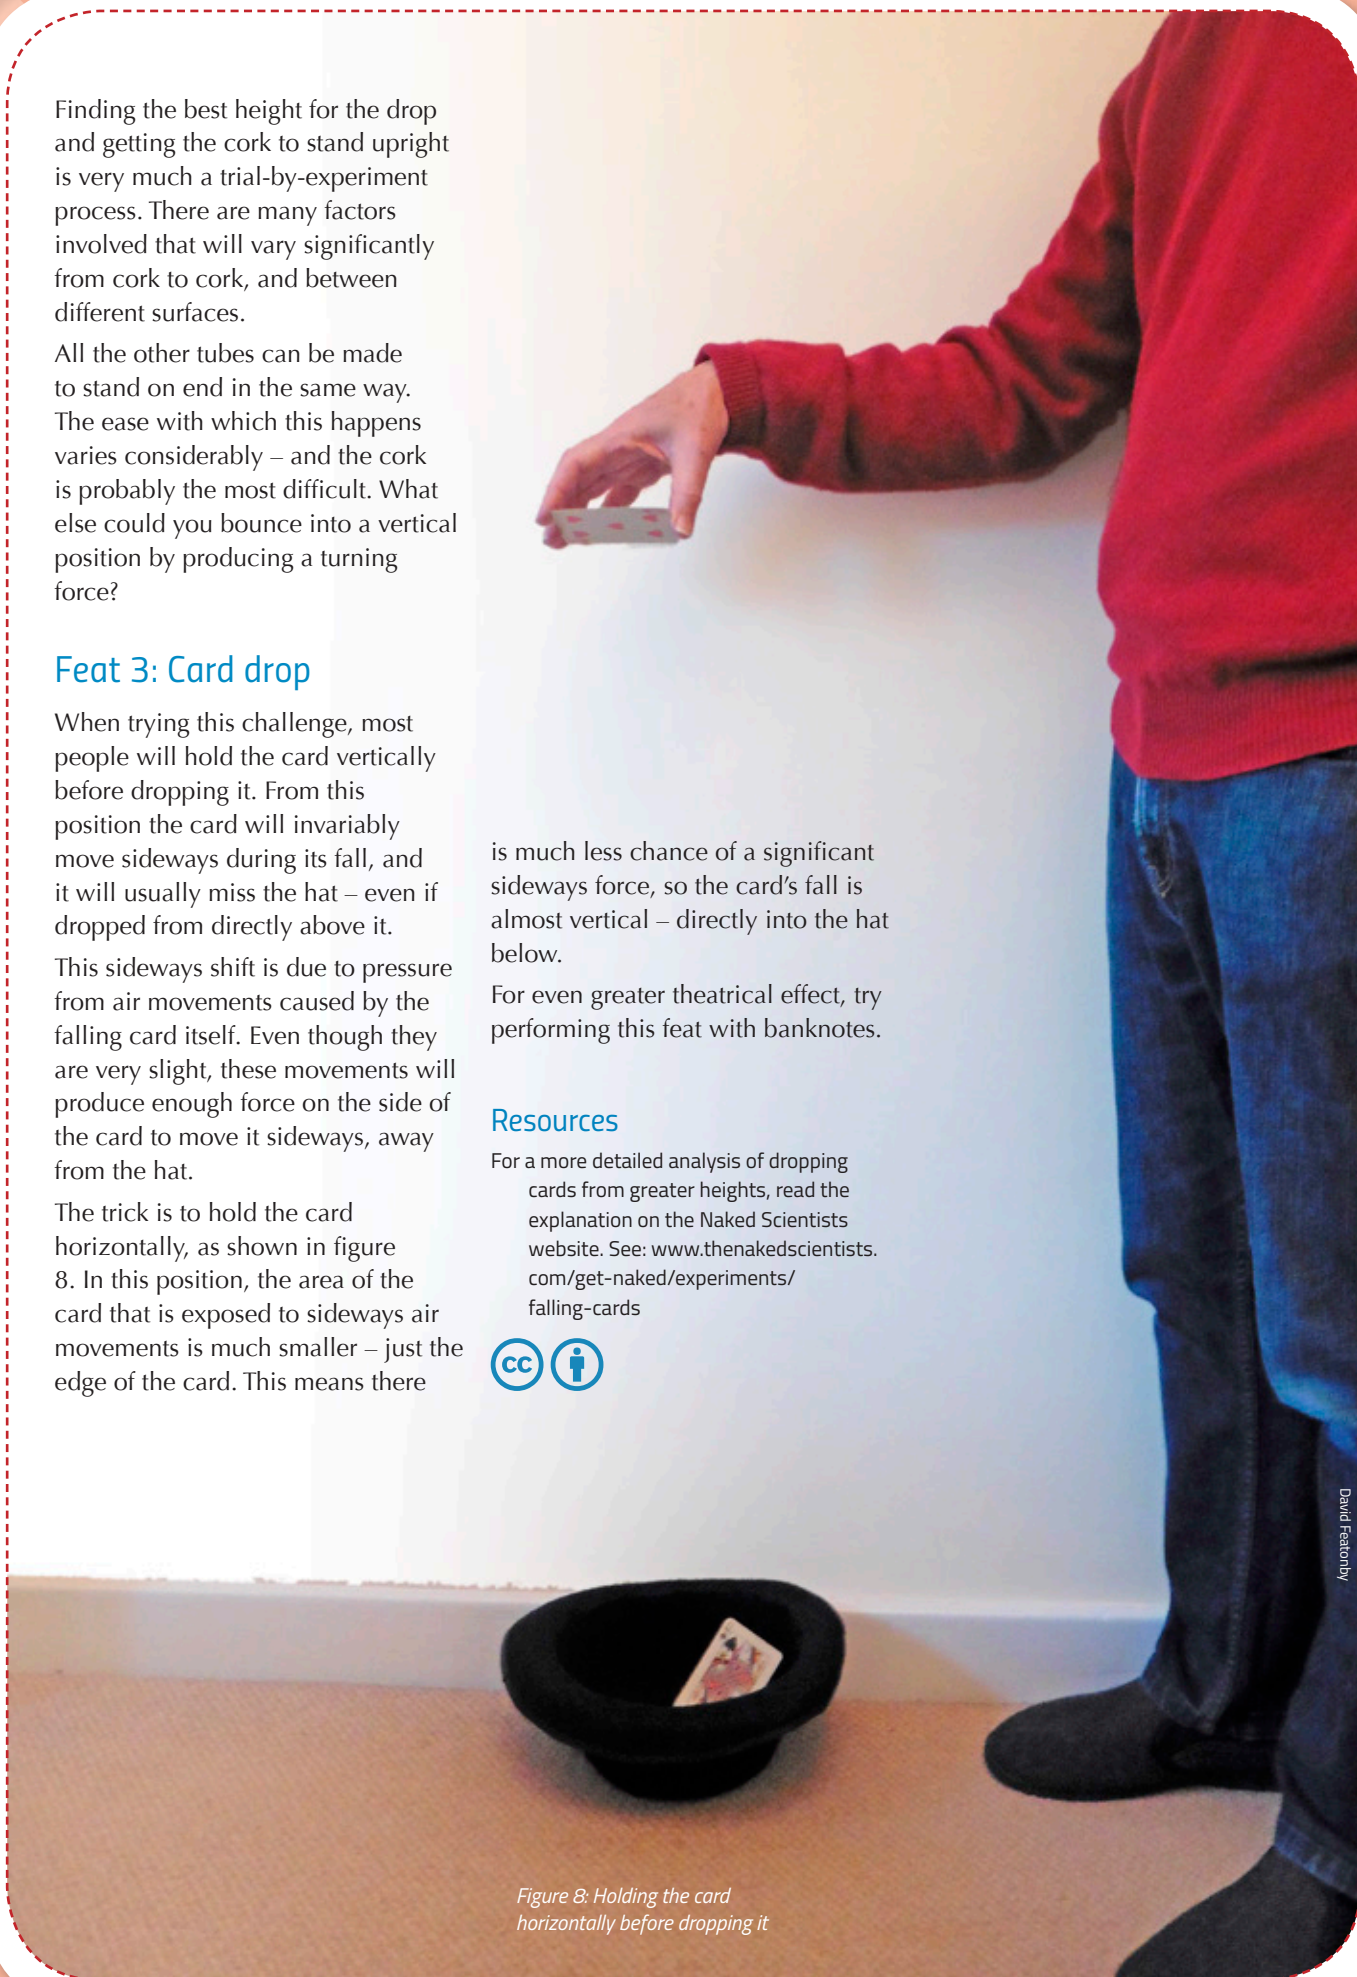 Finding the best height for the drop
and getting the cork to stand upright
is very much a trial-by-experiment
process. There are many factors
involved that will vary significantly
from cork to cork, and between
different surfaces.
All the other tubes can be made
to stand on end in the same way.
The ease with which this happens
varies considerably – and the cork
is probably the most difficult. What
else could you bounce into a vertical
position by producing a turning
force?
Feat 3: Card drop
When trying this challenge, most
people will hold the card vertically
before dropping it. From this
position the card will invariably
move sideways during its fall, and
it will usually miss the hat – even if
dropped from directly above it.
This sideways shift is due to pressure
from air movements caused by the
falling card itself. Even though they
are very slight, these movements will
produce enough force on the side of
the card to move it sideways, away
from the hat.
The trick is to hold the card
horizontally, as shown in figure
8. In this position, the area of the
card that is exposed to sideways air
movements is much smaller – just the
edge of the card. This means there
is much less chance of a significant
sideways force, so the card’s fall is
almost vertical – directly into the hat
below.
For even greater theatrical effect, try
performing this feat with banknotes.
Resources
For a more detailed analysis of dropping
cards from greater heights, read the
explanation on the Naked Scientists
website. See: www.thenakedscientists.
com/get-naked/experiments/
falling-cards
cc
David Featonby
Figure 8: Holding the card
horizontally before dropping it